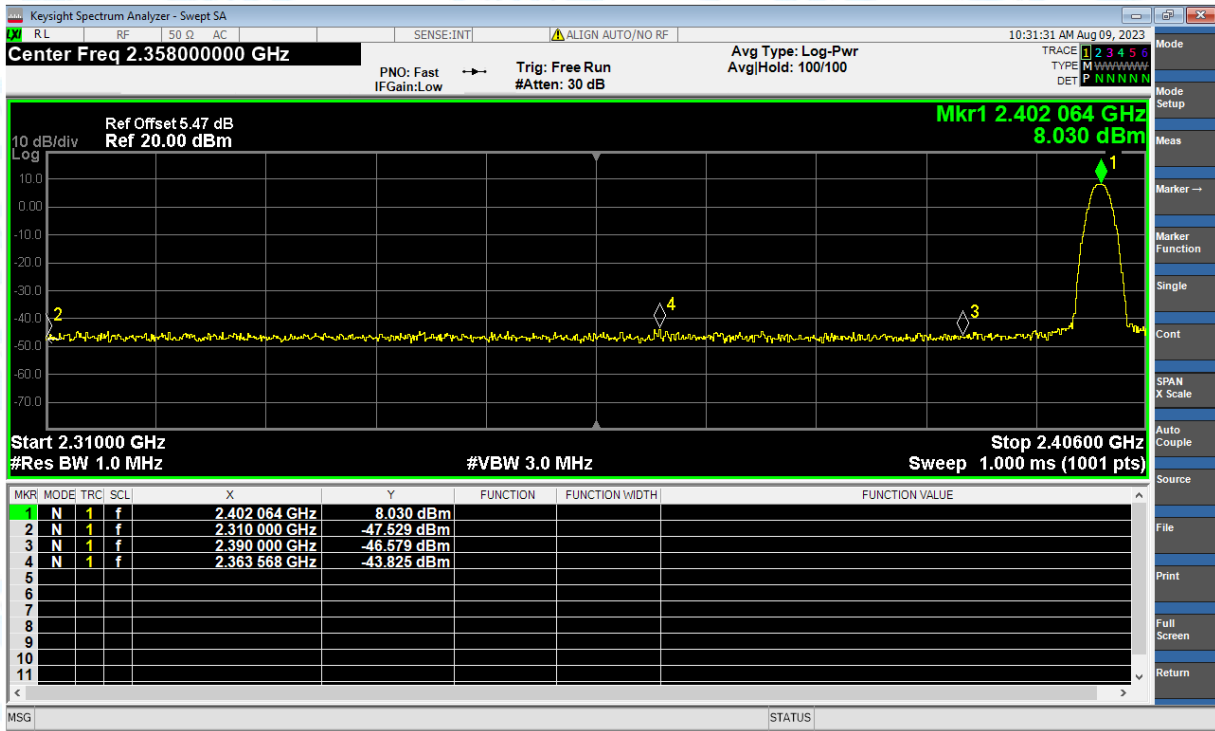 Keysight Spectrum Analyzer - Swept SA
LXI RL RF 50 Ω AC SENSE:INT ALIGN AUTO/NO RF 10:31:31 AM Aug 09, 2023
Center Freq 2.358000000 GHz
PNO: Fast
IFGain:Low
Trig: Free Run
#Atten: 30 dB
Avg Type: Log-Pwr
Avg|Hold: 100/100
TRACE 1 2 3 4 5 6
TYPE M WWWWW
DET P N N N N N
Ref Offset 5.47 dB
10 dB/div Ref 20.00 dBm
Log
Mkr1 2.402 064 GHz
8.030 dBm
10.0
0.00
-10.0
-20.0
-30.0
-40.0
-50.0
-60.0
-70.0
1
2
4
3
Start 2.31000 GHz Stop 2.40600 GHz
#Res BW 1.0 MHz #VBW 3.0 MHz Sweep 1.000 ms (1001 pts)
MKR MODE TRC SCL X Y FUNCTION FUNCTION WIDTH FUNCTION VALUE
1 N 1 f 2.402 064 GHz 8.030 dBm
2 N 1 f 2.310 000 GHz -47.529 dBm
3 N 1 f 2.390 000 GHz -46.579 dBm
4 N 1 f 2.363 568 GHz -43.825 dBm
5
6
7
8
9
10
11
MSG STATUS
Mode
Mode
Setup
Meas
Marker →
Marker
Function
Single
Cont
SPAN
X Scale
Auto
Couple
Source
File
Print
Full
Screen
Return